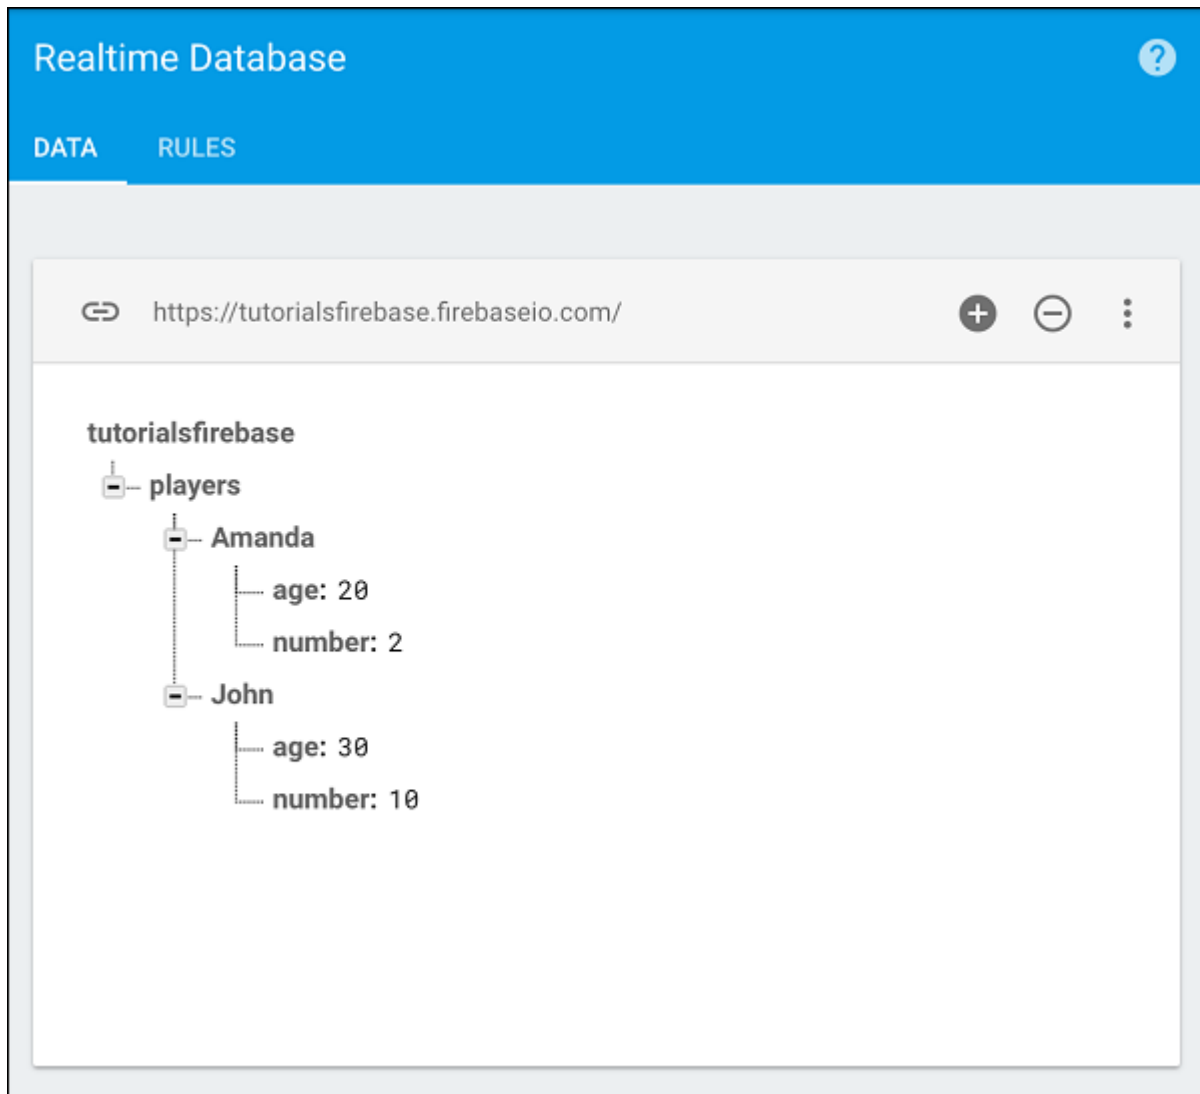 Realtime Database
DATA RULES
https://tutorialsfirebase.firebaseio.com/
tutorialsfirebase
players
Amanda
age: 20
number: 2
John
age: 30
number: 10